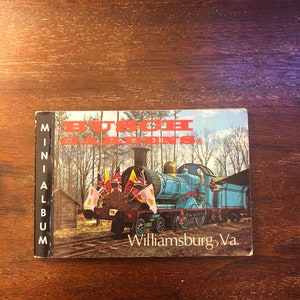 MINI ALBUM
BUSCH
GARDENS®
Williamsburg, Va.